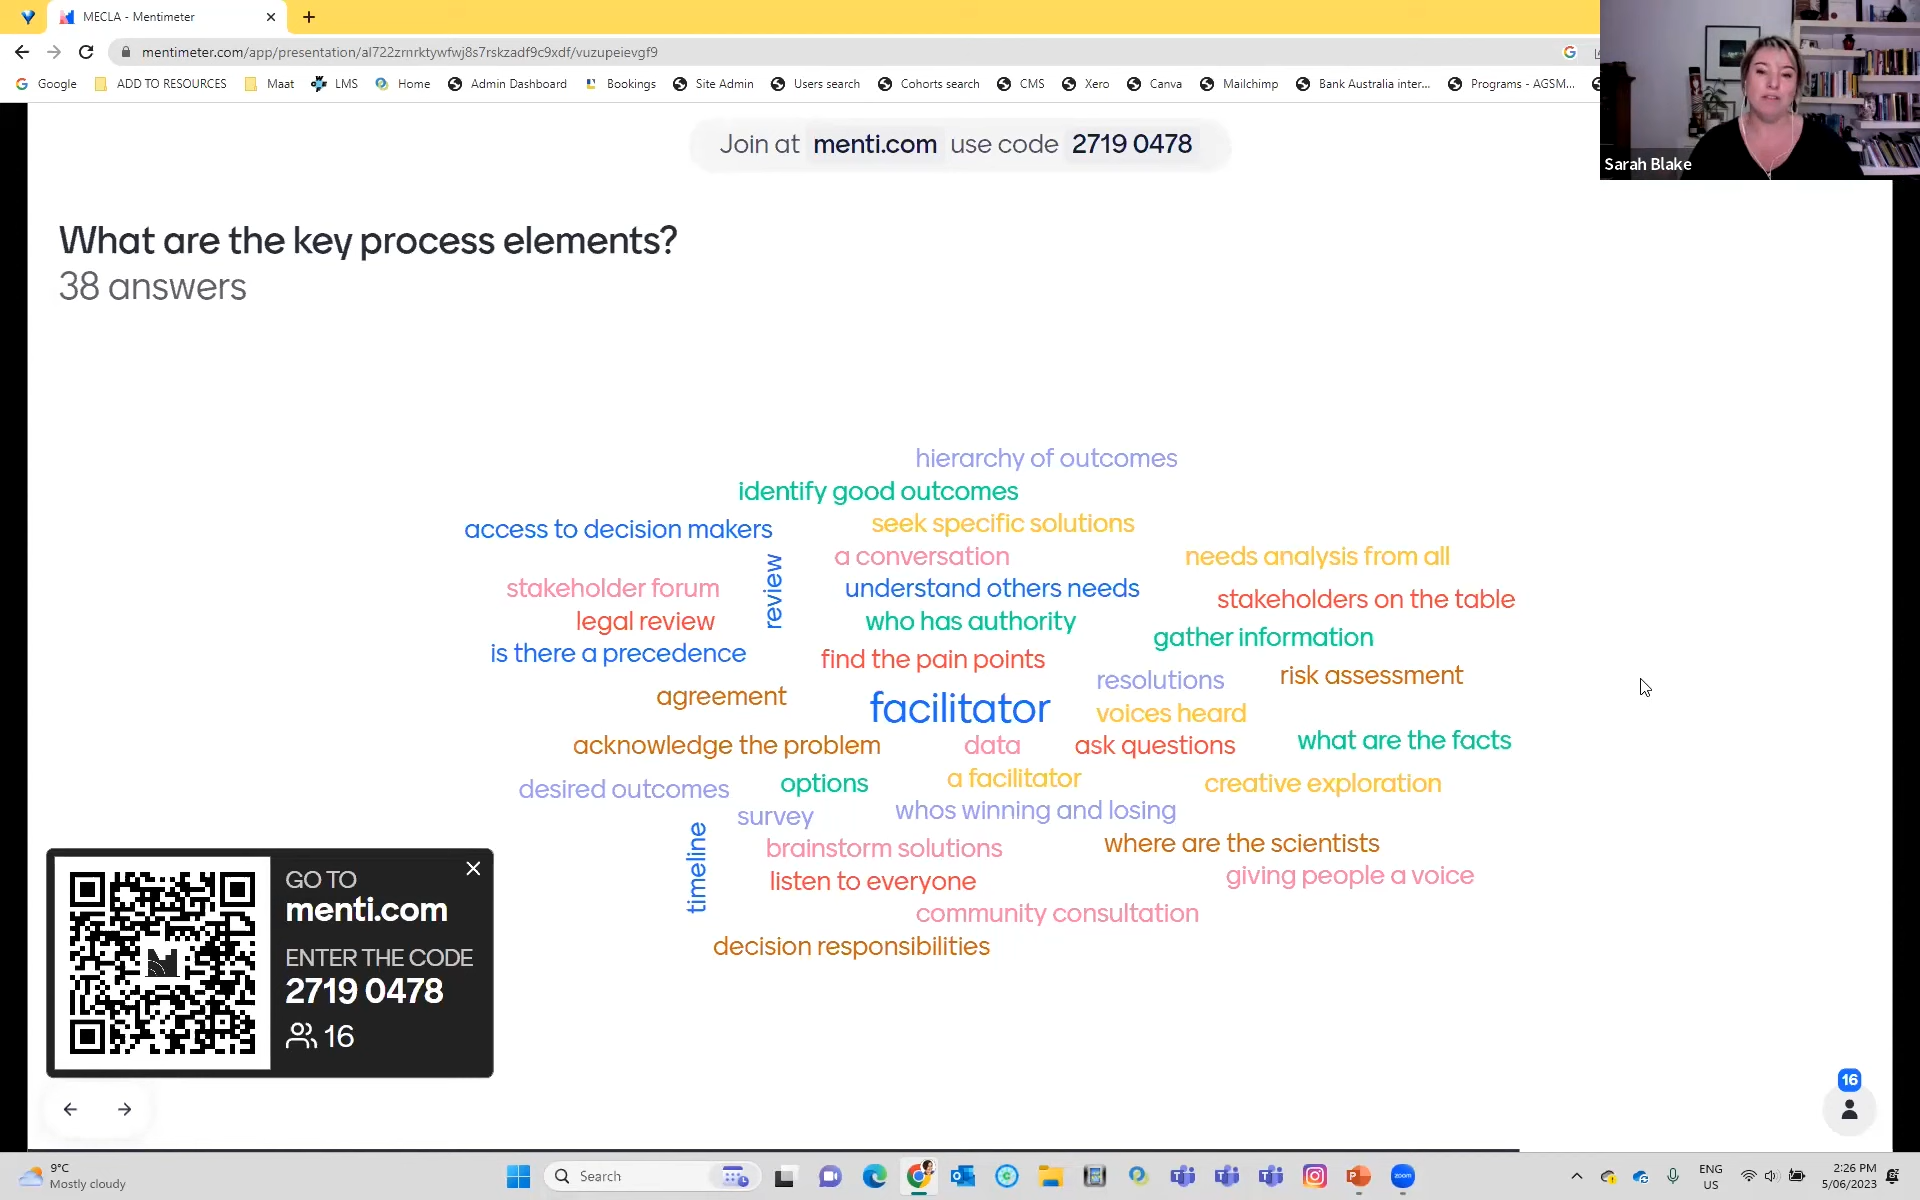 MECLA - Mentimeter
mentimeter.com/app/presentation/al722zrnrktywfwj8s7rskzadf9c9xdf/vuzupeievgf9
Google ADD TO RESOURCES Maat LMS Home Admin Dashboard Bookings Site Admin Users search Cohorts search CMS Xero Canva Mailchimp Bank Australia inter... Programs - AGSM...
Join at menti.com use code 2719 0478
Sarah Blake
What are the key process elements?
38 answers
hierarchy of outcomes
identify good outcomes
seek specific solutions
access to decision makers
a conversation
needs analysis from all
review
stakeholder forum
understand others needs
stakeholders on the table
legal review
who has authority
gather information
is there a precedence
find the pain points
risk assessment
resolutions
agreement
facilitator
voices heard
acknowledge the problem
data
ask questions
what are the facts
a facilitator
desired outcomes
options
creative exploration
survey
whos winning and losing
timeline
brainstorm solutions
where are the scientists
listen to everyone
giving people a voice
community consultation
decision responsibilities
GO TO
menti.com
ENTER THE CODE
2719 0478
16
16
9°C
Mostly cloudy
Search
zoom
ENG
US
2:26 PM
5/06/2023